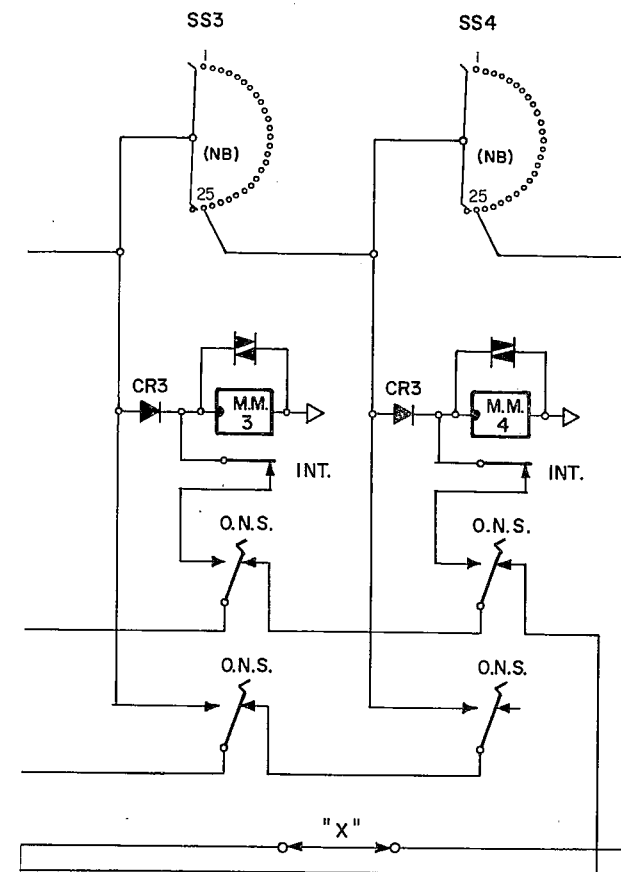 SS3 SS4
1 1
(NB) (NB)
25 25
CR3 M.M. CR3 M.M.
3 4
INT. INT.
O.N.S. O.N.S.
O.N.S. O.N.S.
"X"